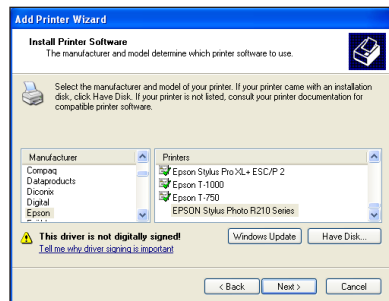 Add Printer Wizard
Install Printer Software
The manufacturer and model determine which printer software to use.
Select the manufacturer and model of your printer. If your printer came with an installation
disk, click Have Disk. If your printer is not listed, consult your printer documentation for
compatible printer software.
Manufacturer
Compaq
Dataproducts
Diconix
Digital
Epson
Printers
Epson Stylus Pro XL+ ESC/P 2
Epson T-1000
Epson T-750
EPSON Stylus Photo R210 Series
This driver is not digitally signed!
Tell me why driver signing is important
Windows Update
Have Disk...
< Back
Next >
Cancel